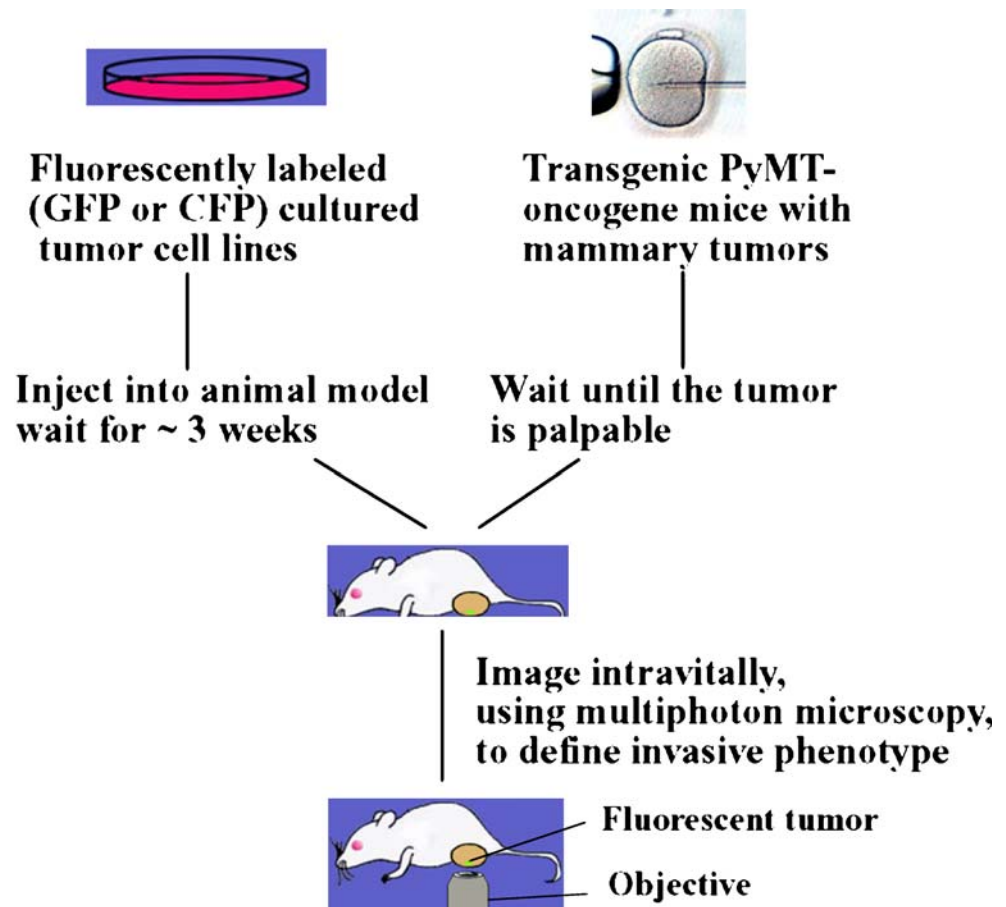 Fluorescently labeled
(GFP or CFP) cultured
tumor cell lines
Transgenic PyMT-
oncogene mice with
mammary tumors
Inject into animal model
wait for ~ 3 weeks
Wait until the tumor
is palpable
Image intravitally,
using multiphoton microscopy,
to define invasive phenotype
Fluorescent tumor
Objective